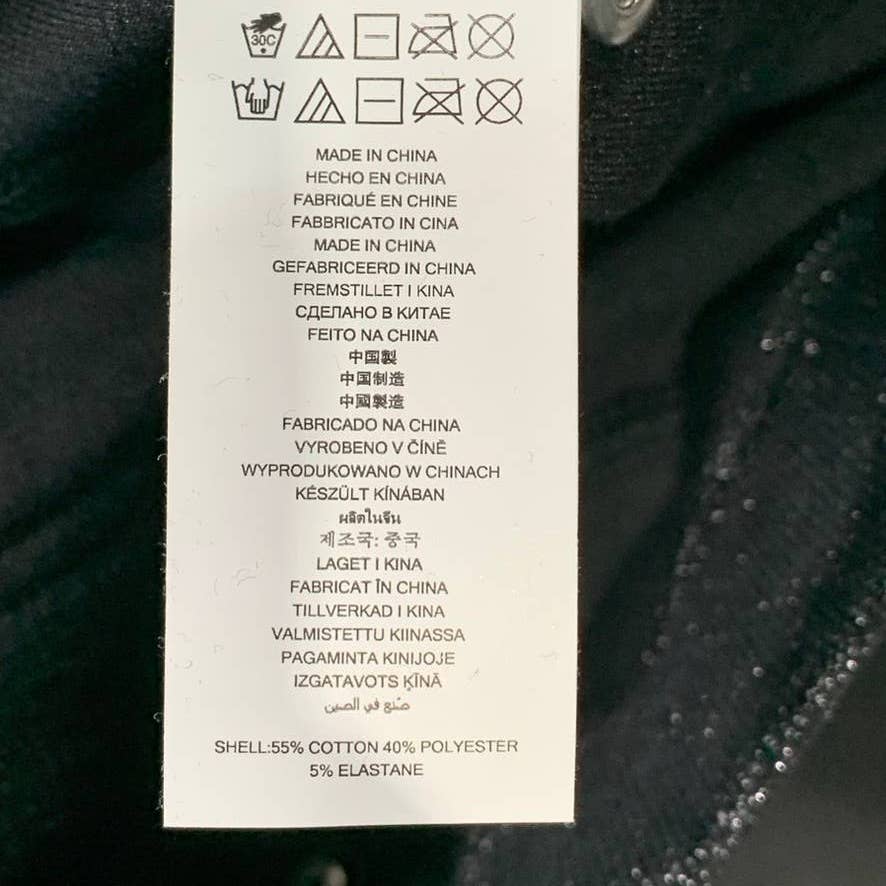 30C
MADE IN CHINA
HECHO EN CHINA
FABRIQUÉ EN CHINE
FABBRICATO IN CINA
MADE IN CHINA
GEFABRICEERD IN CHINA
FREMSTILLET I KINA
СДЕЛАНО В КИТАЕ
FEITO NA CHINA
中国製
中国制造
中國製造
FABRICADO NA CHINA
VYROBENO V ČÍNĚ
WYPRODUKOWANO W CHINACH
KÉSZÜLT KÍNÁBAN
ผลิตในจีน
제조국: 중국
LAGET I KINA
FABRICAT ÎN CHINA
TILLVERKAD I KINA
VALMISTETTU KIINASSA
PAGAMINTA KINIJOJE
IZGATAVOTS ĶĪNĀ
صُنع في الصين
SHELL:55% COTTON 40% POLYESTER
5% ELASTANE